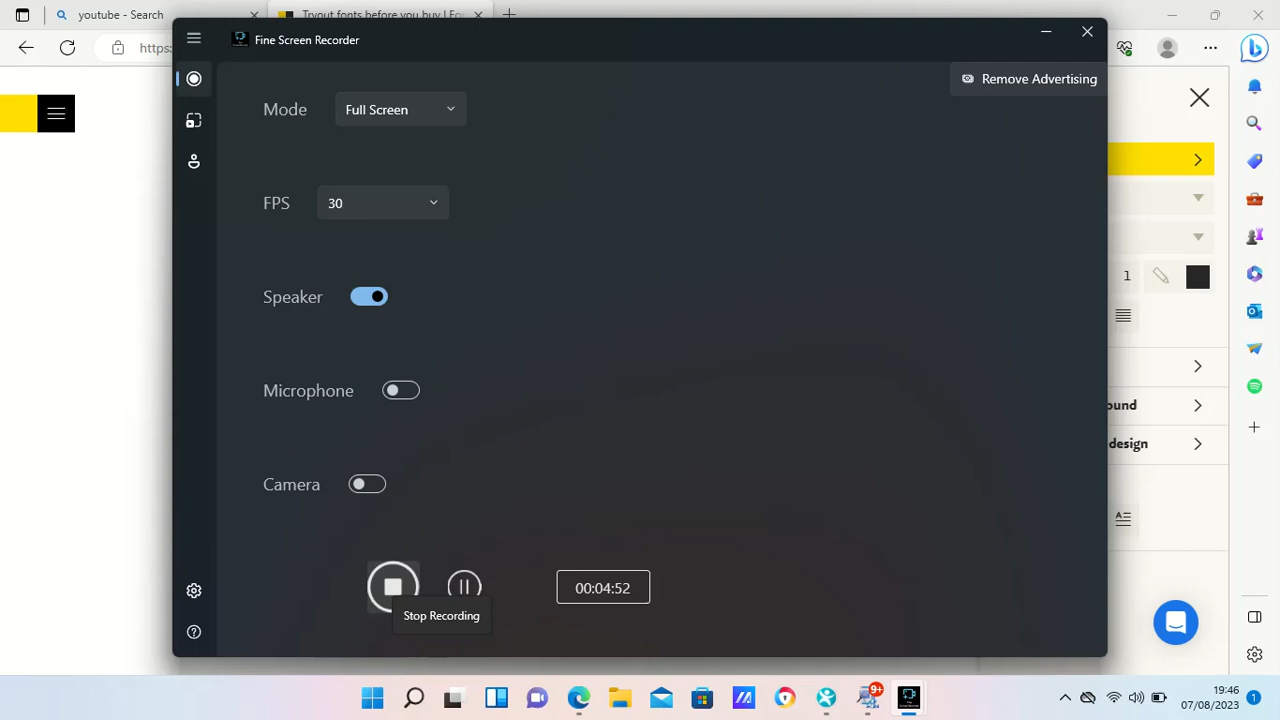 youtube - Search
Tryout fonts before you buy | Fo
https:
Fine Screen Recorder
Remove Advertising
Mode
Full Screen
FPS
30
Speaker
Microphone
Camera
00:04:52
Stop Recording
1
ound
design
9+
19:46
07/08/2023
1